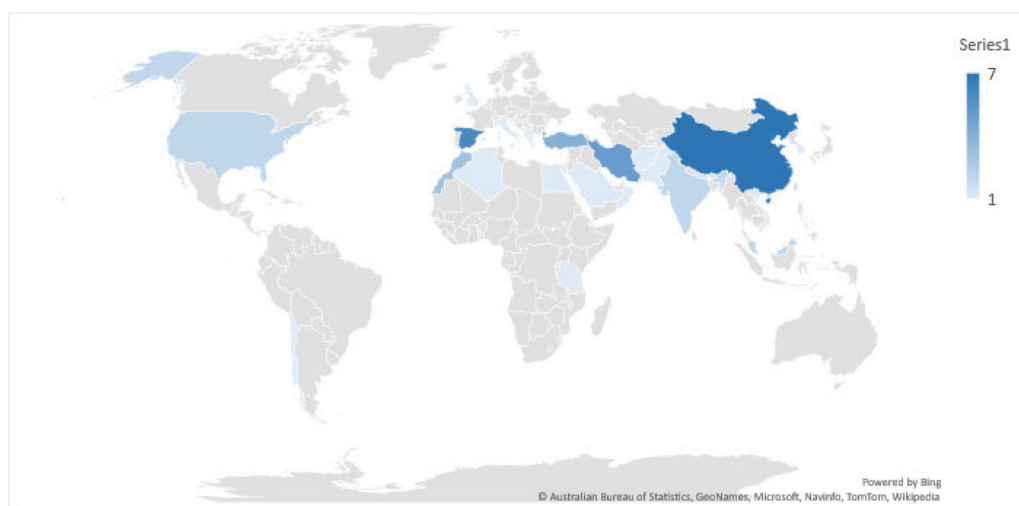 Series1
7
1
Powered by Bing
© Australian Bureau of Statistics, GeoNames, Microsoft, Navinfo, TomTom, Wikipedia